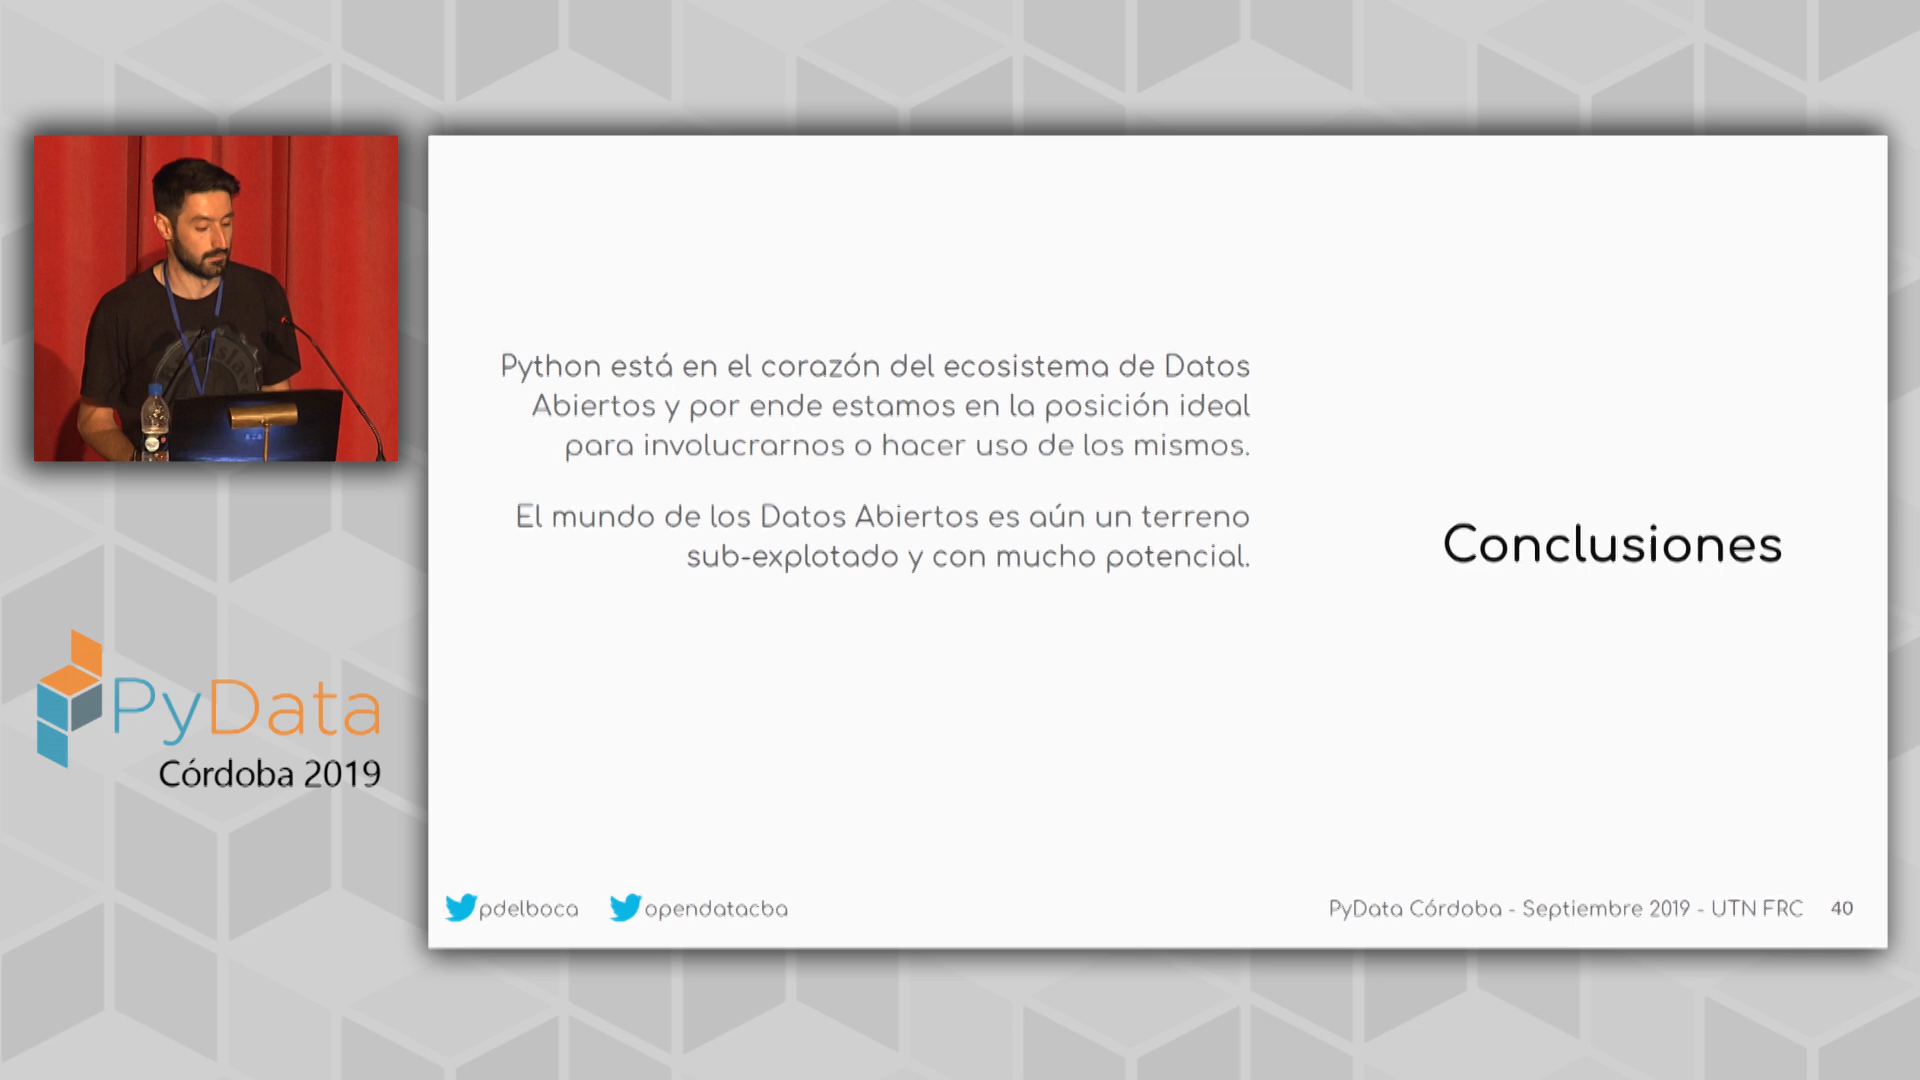 Python está en el corazón del ecosistema de Datos
Abiertos y por ende estamos en la posición ideal
para involucrarnos o hacer uso de los mismos.
El mundo de los Datos Abiertos es aún un terreno
sub-explotado y con mucho potencial.
Conclusiones
PyData
Córdoba 2019
pdelboca
opendatacba
PyData Córdoba - Septiembre 2019 - UTN FRC
40